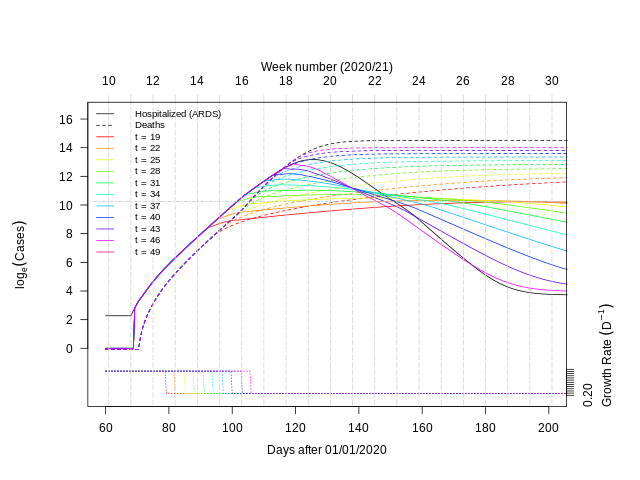 Week number (2020/21)
10 12 14 16 18 20 22 24 26 28 30
Hospitalized (ARDS)
Deaths
t = 19
t = 22
t = 25
t = 28
t = 31
t = 34
t = 37
t = 40
t = 43
t = 46
t = 49
16
14
12
10
8
6
4
2
0
logₑ(Cases)
0.20
Growth Rate (D⁻¹)
60 80 100 120 140 160 180 200
Days after 01/01/2020